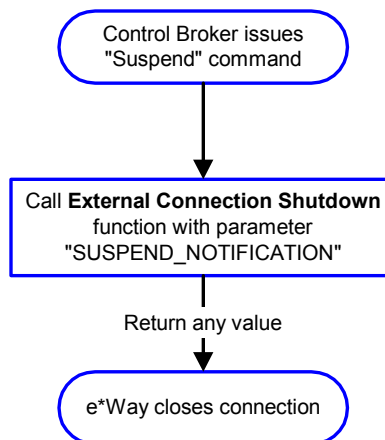 Control Broker issues
"Suspend" command
Call External Connection Shutdown
function with parameter
"SUSPEND_NOTIFICATION"
Return any value
e*Way closes connection